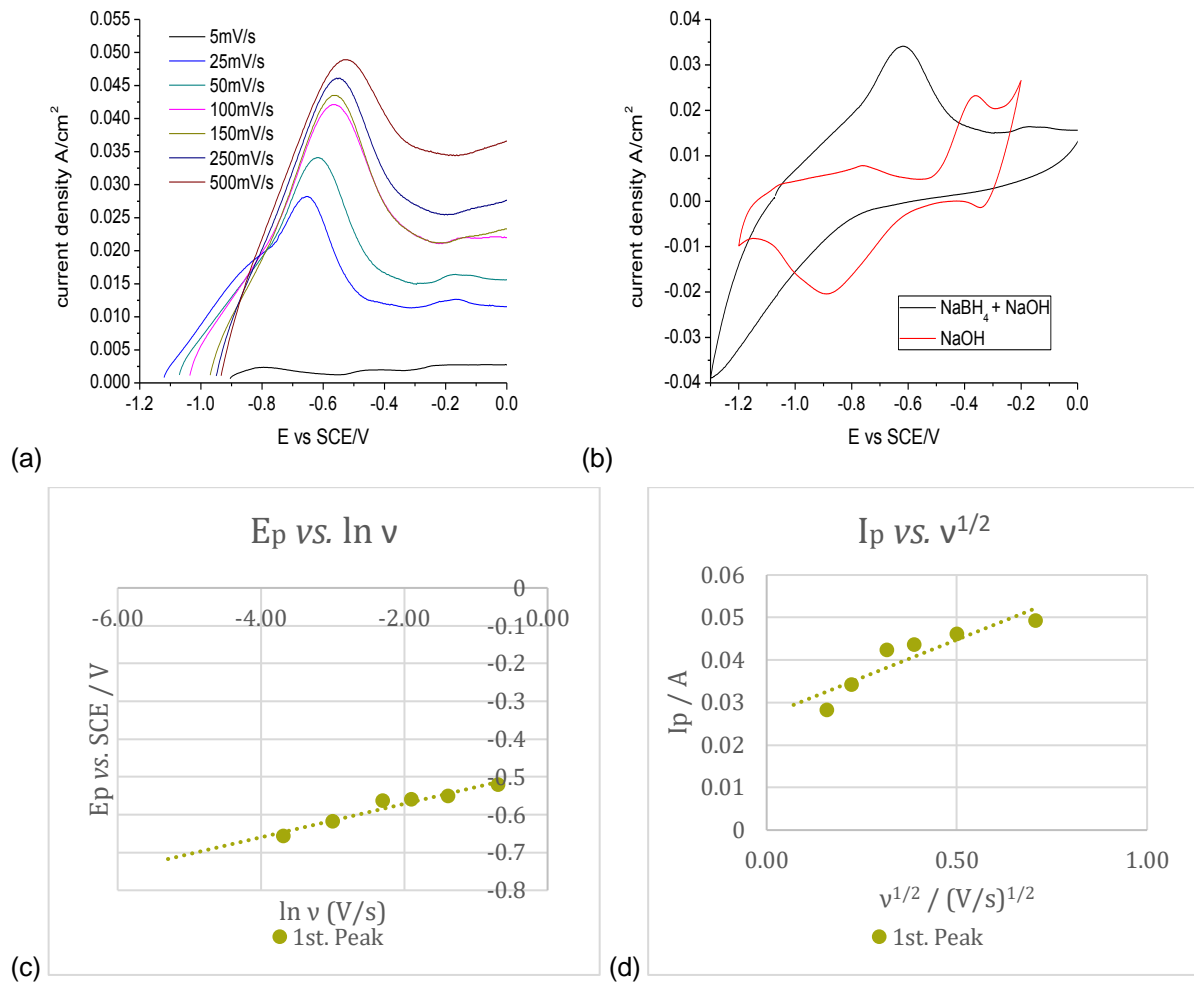 0.055
0.050
0.045
0.040
0.035
0.030
0.025
0.020
0.015
0.010
0.005
0.000
current density A/cm²
5mV/s
25mV/s
50mV/s
100mV/s
150mV/s
250mV/s
500mV/s
-1.2 -1.0 -0.8 -0.6 -0.4 -0.2 0.0
E vs SCE/V
(a)
0.04
0.03
0.02
0.01
0.00
-0.01
-0.02
-0.03
-0.04
current density A/cm²
NaBH₄ + NaOH
NaOH
-1.2 -1.0 -0.8 -0.6 -0.4 -0.2 0.0
E vs SCE/V
(b)
Ep vs. ln ν
0
-6.00 -4.00 -2.00 0.00
-0.1
-0.2
-0.3
-0.4
-0.5
-0.6
-0.7
-0.8
Ep vs. SCE / V
ln ν (V/s)
1st. Peak
(c)
Ip vs. ν^1/2
0.06
0.05
0.04
0.03
0.02
0.01
0
Ip / A
0.00 0.50 1.00
ν^1/2 / (V/s)^1/2
1st. Peak
(d)